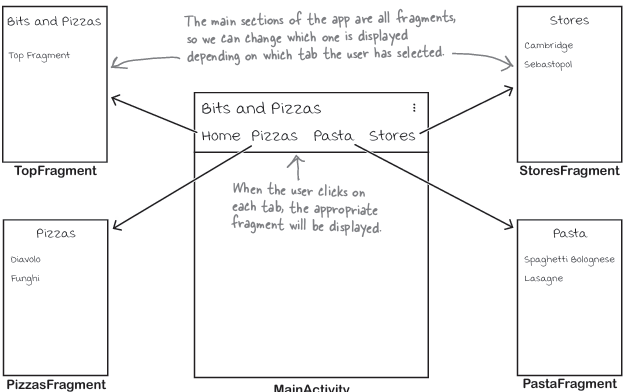 Bits and Pizzas
Top Fragment
TopFragment
The main sections of the app are all fragments,
so we can change which one is displayed
depending on which tab the user has selected.
Stores
Cambridge
Sebastopol
StoresFragment
Bits and Pizzas
Home Pizzas Pasta Stores
When the user clicks on
each tab, the appropriate
fragment will be displayed.
Pizzas
Diavolo
Funghi
PizzasFragment
MainActivity
Pasta
Spaghetti Bolognese
Lasagne
PastaFragment